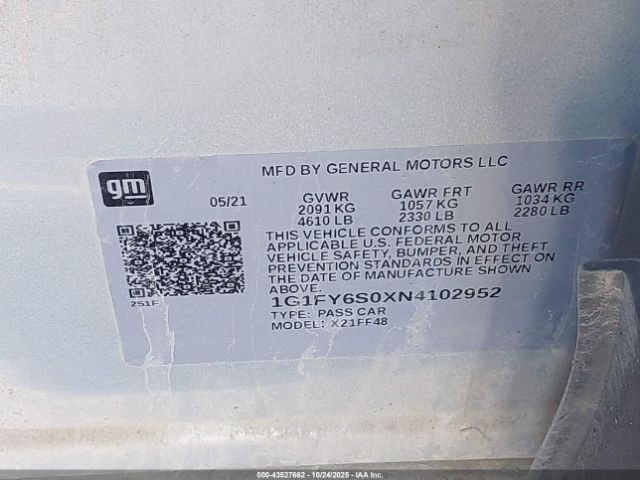 MFD BY GENERAL MOTORS LLC
gm
05/21
GVWR
2091 KG
4610 LB
GAWR FRT
1057 KG
2330 LB
GAWR RR
1034 KG
2280 LB
THIS VEHICLE CONFORMS TO ALL
APPLICABLE U.S. FEDERAL MOTOR
VEHICLE SAFETY, BUMPER, AND THEFT
PREVENTION STANDARDS IN EFFECT ON
THE DATE OF MANUFACTURE SHOWN
ABOVE.
251F
1G1FY6S0XN4102952
TYPE: PASS CAR
MODEL: X21FF48
000-43527662 - 10/24/2025 - IAA Inc.